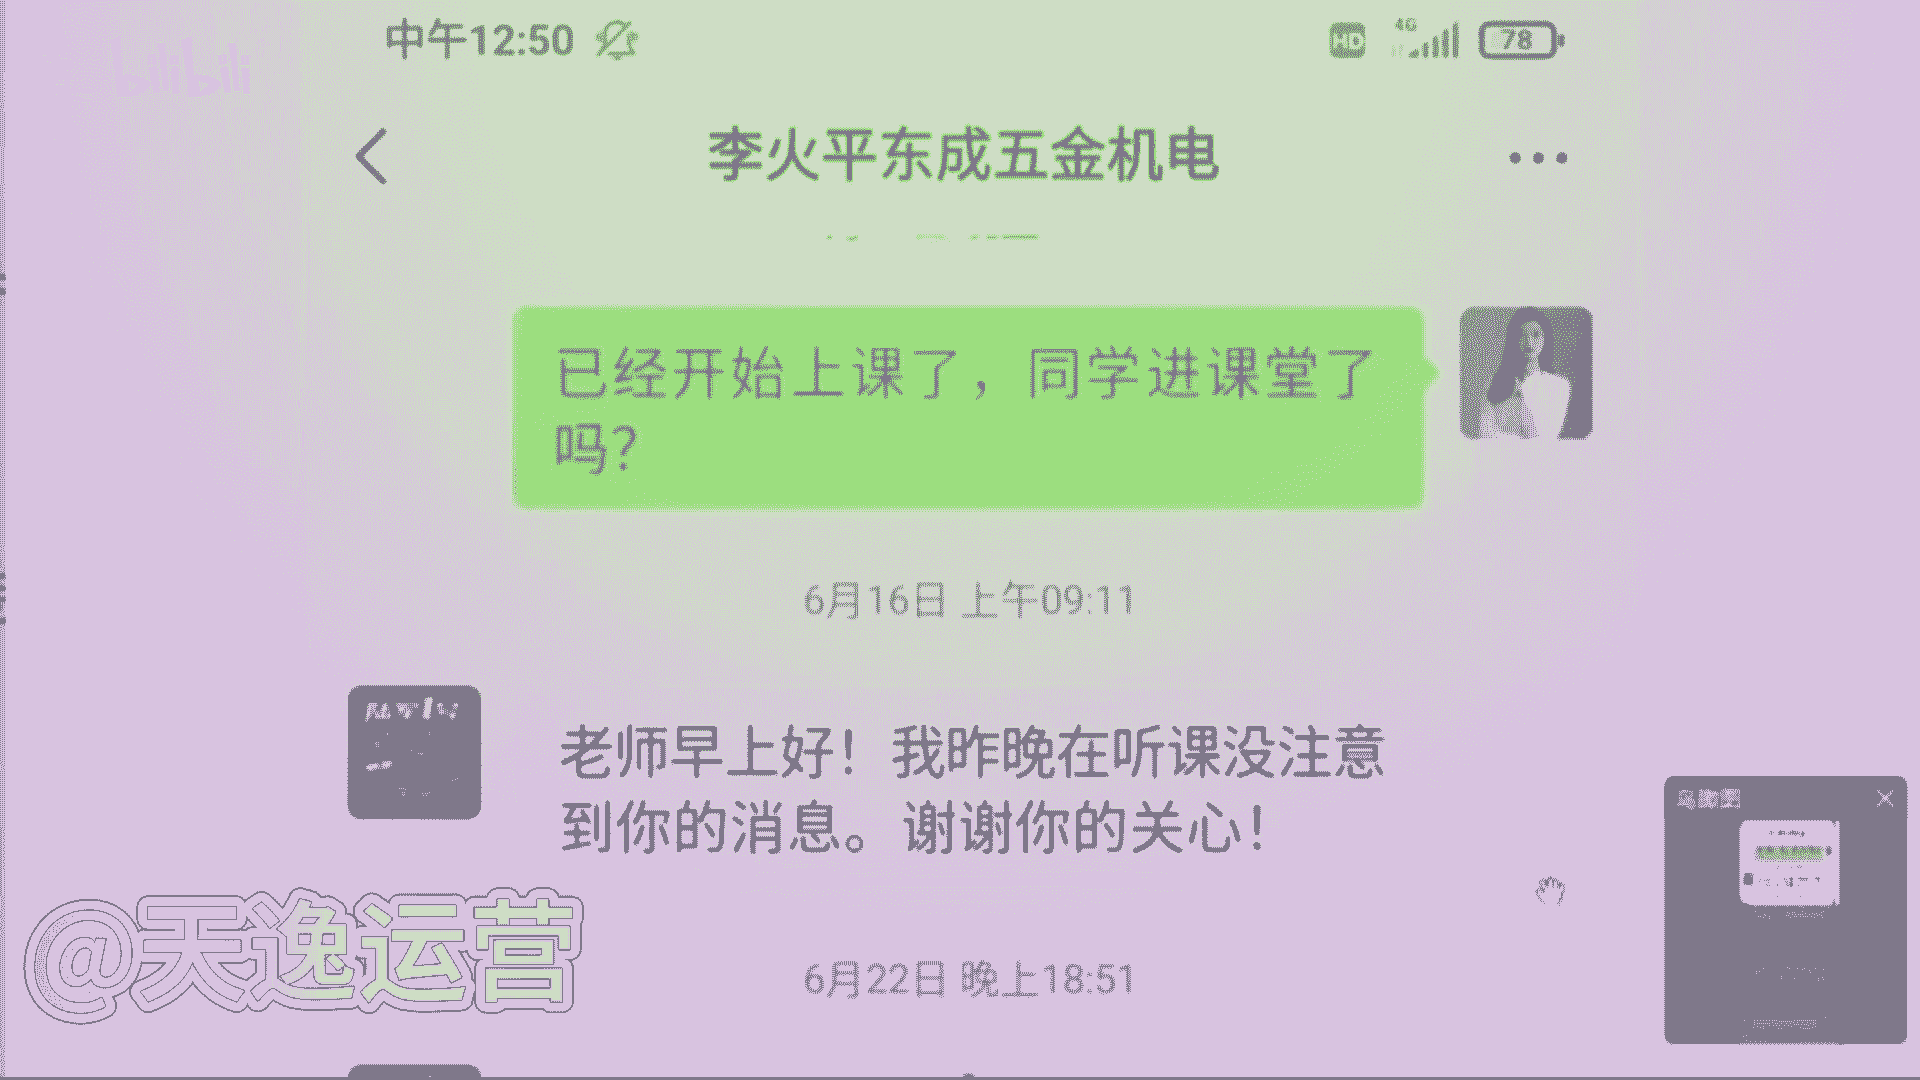 bilibili
中午12:50
HD 4G 78
李火平东成五金机电
已经开始上课了，同学进课堂了
吗？
6月16日 上午09:11
老师早上好！我昨晚在听课没注意
到你的消息。谢谢你的关心！
鸟瞰图
@天逸运营
6月22日 晚上18:51